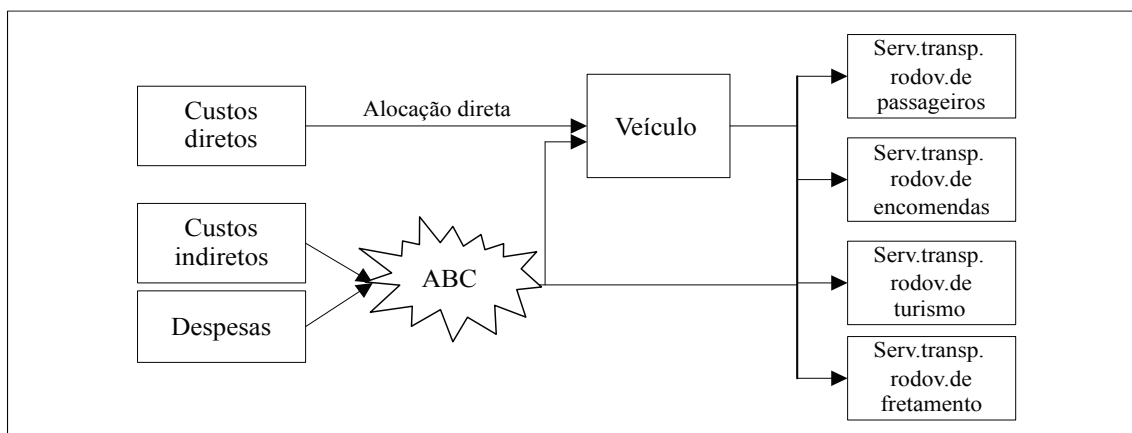 Custos
diretos
Alocação direta
Veículo
Custos
indiretos
Despesas
ABC
Serv.transp.
rodov.de
passageiros
Serv.transp.
rodov.de
encomendas
Serv.transp.
rodov.de
turismo
Serv.transp.
rodov.de
fretamento